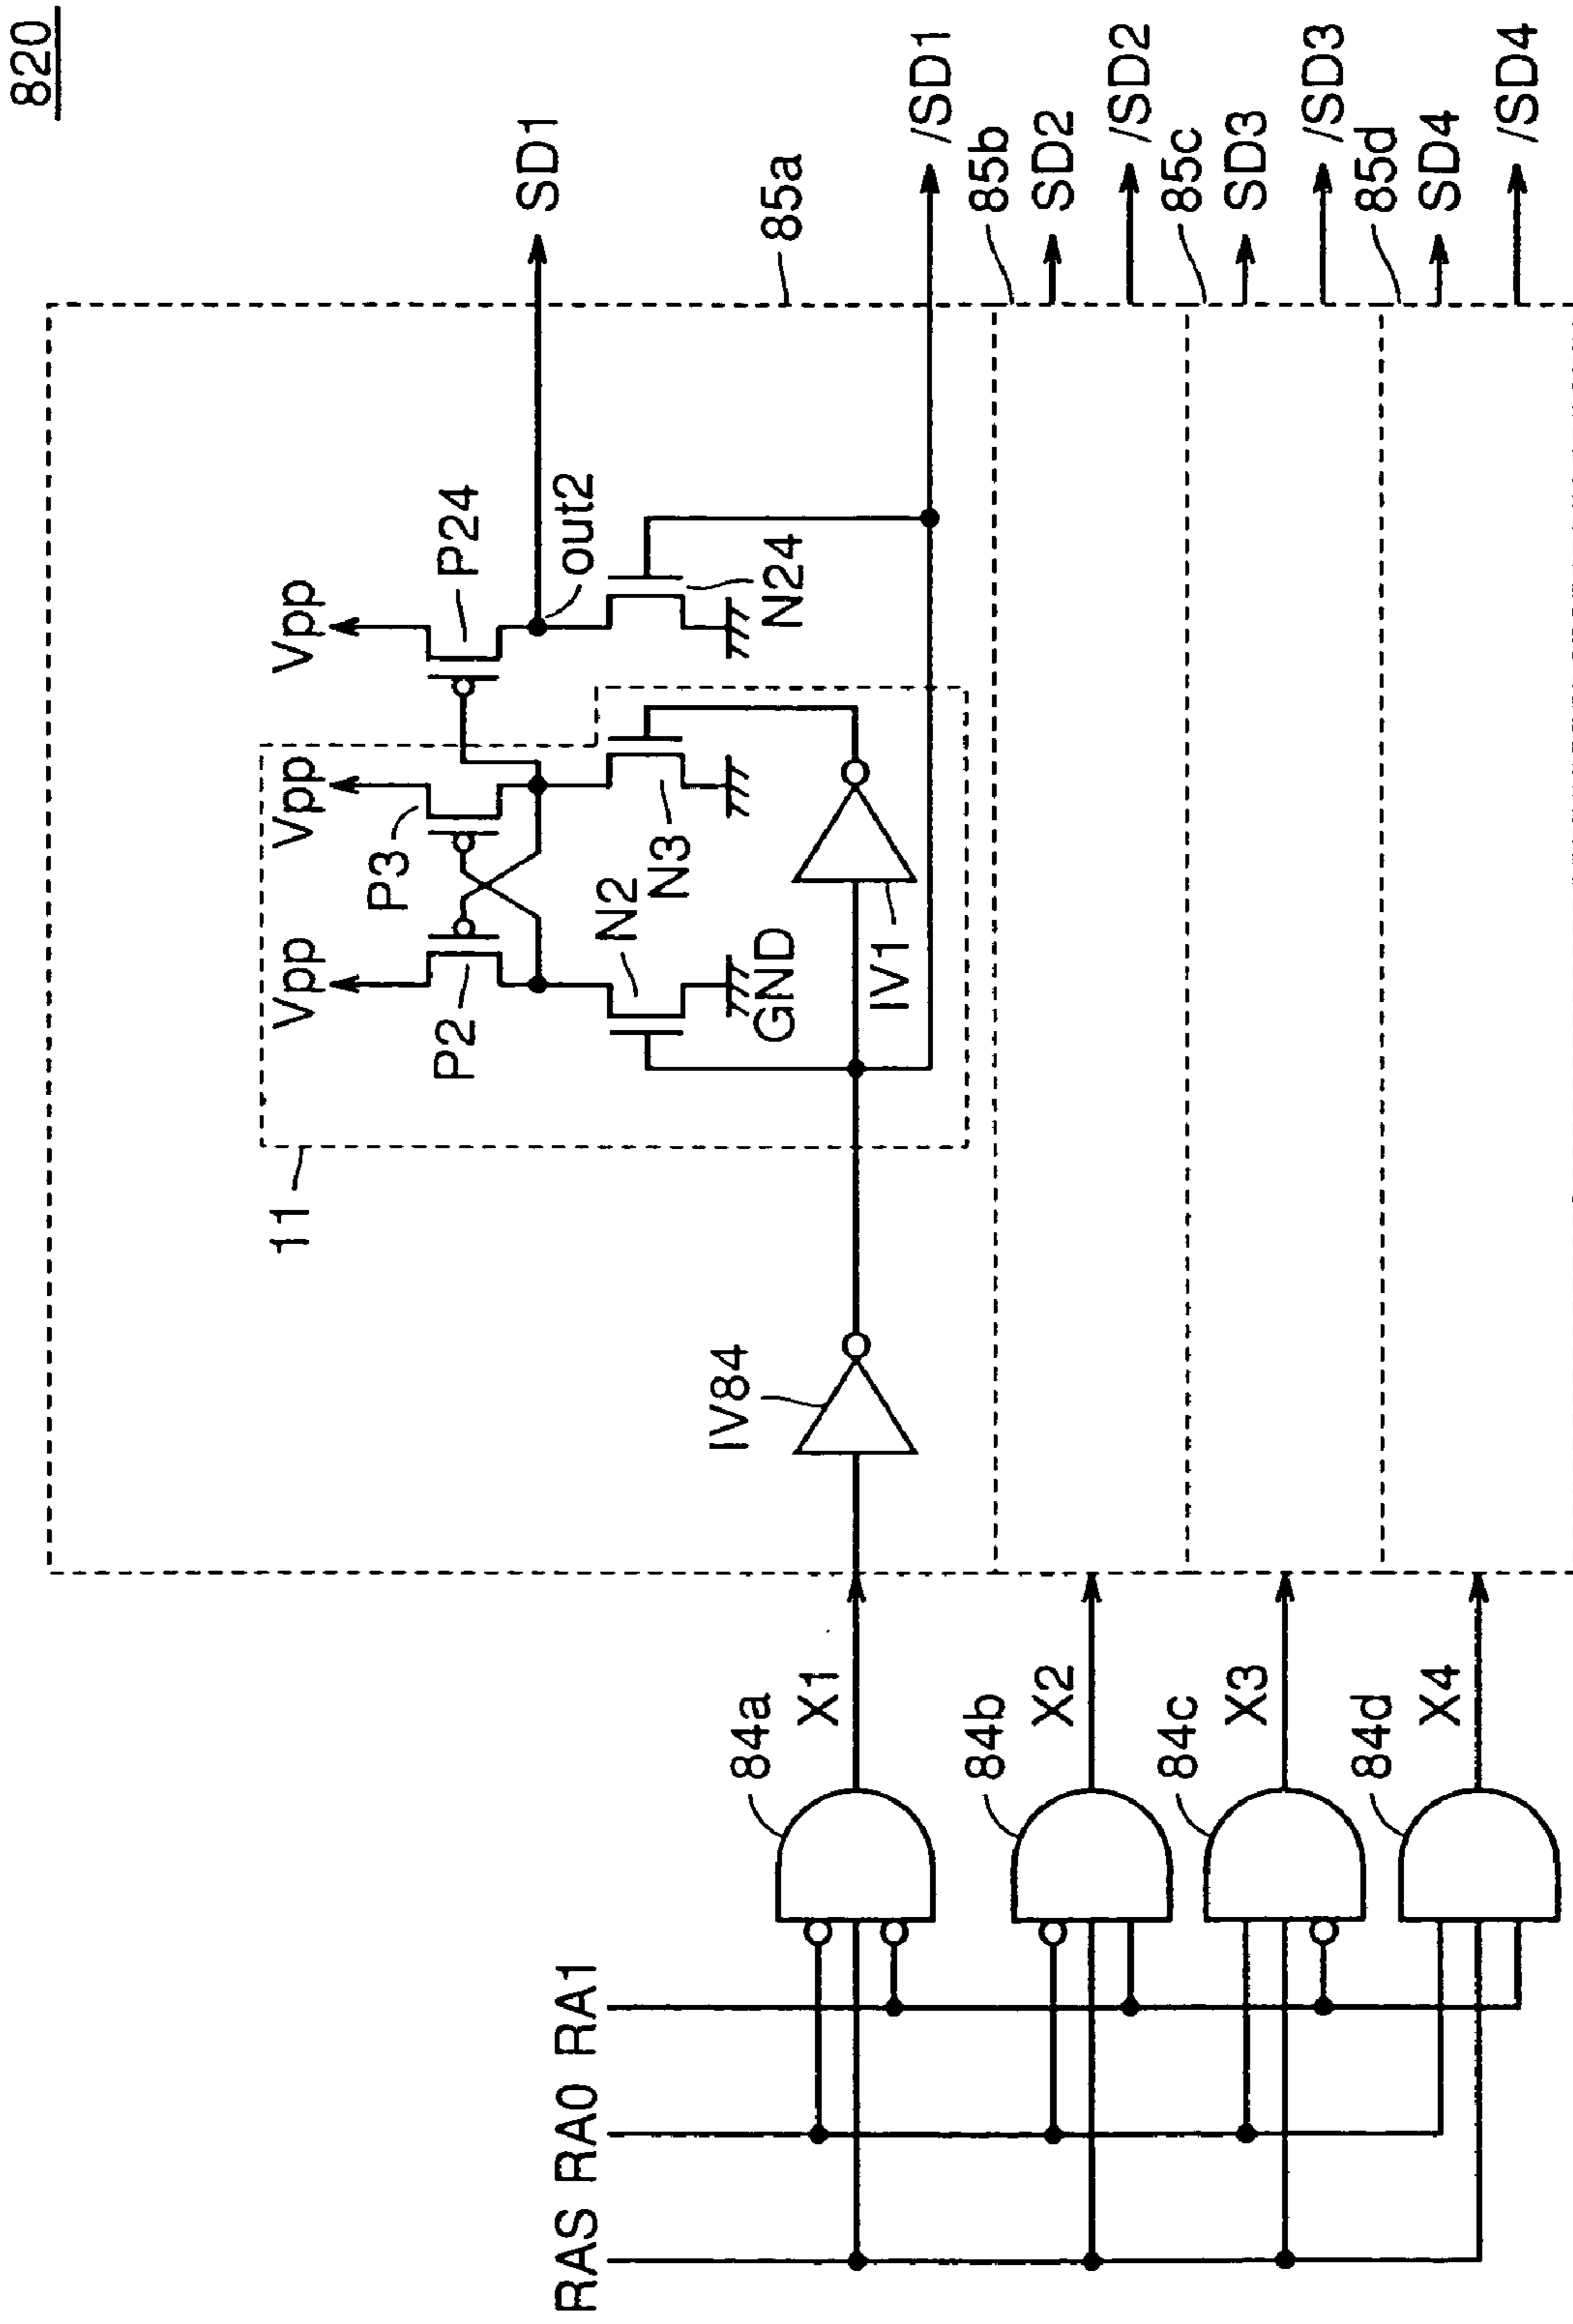 820
RAS
RA0
RA1
84a
X1
84b
X2
84c
X3
84d
X4
IV84
11
Vpp
P2
N2
GND
Vpp
P3
N3
IV1
Vpp
P24
out2
N24
85a
SD1
/SD1
85b
SD2
/SD2
85c
SD3
/SD3
85d
SD4
/SD4